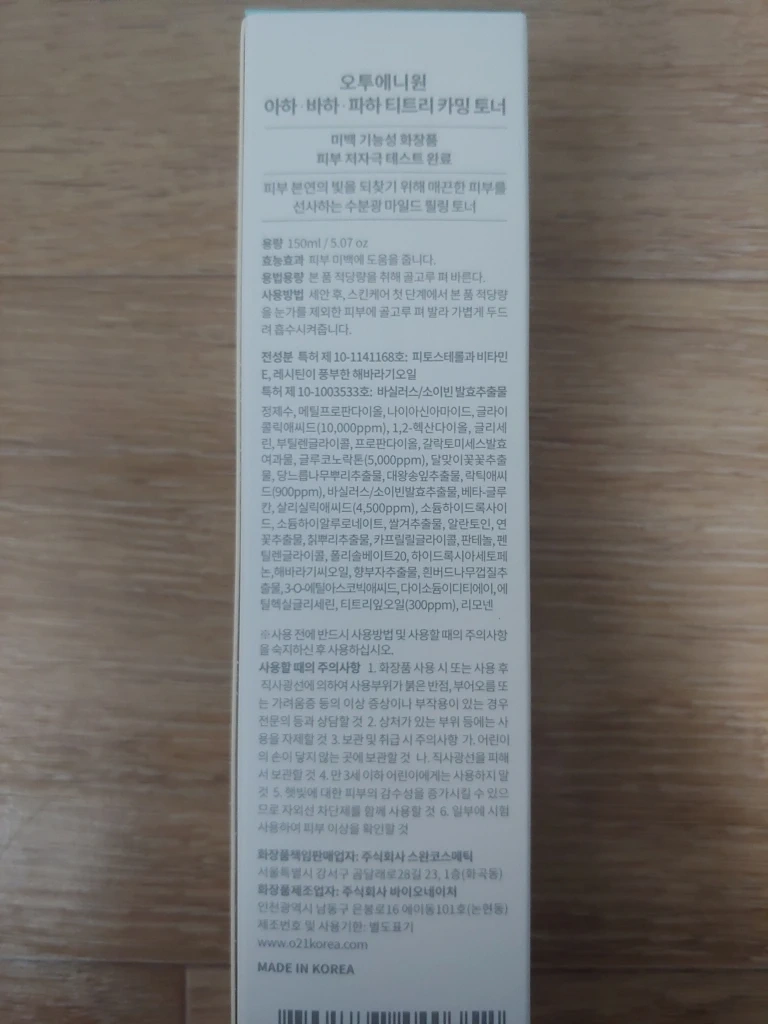 오투에니원
아하·바하·파하 티트리 카밍 토너
미백 기능성 화장품
피부 저자극 테스트 완료
피부 본연의 빛을 되찾기 위해 매끈한 피부를
선사하는 수분광 마일드 필링 토너
용량 150ml / 5.07 oz
효능효과 피부 미백에 도움을 줍니다.
용법용량 본 품 적당량을 취해 골고루 펴 바른다.
사용방법 세안 후, 스킨케어 첫 단계에서 본 품 적당량
을 눈가를 제외한 피부에 골고루 펴 발라 가볍게 두드
려 흡수시켜줍니다.
전성분 특허 제 10-1141168호: 피토스테롤과 비타민
E, 레시틴이 풍부한 해바라기오일
특허 제 10-1003533호: 바실러스/소이빈 발효추출물
정제수, 메틸프로판다이올, 나이아신아마이드, 글라이
콜릭애씨드(10,000ppm), 1,2-헥산다이올, 글리세
린, 부틸렌글라이콜, 프로판다이올, 갈락토미세스발효
여과물, 글루코노락톤(5,000ppm), 달맞이꽃꽃추출
물, 당느릅나무뿌리추출물, 대왕송잎추출물, 락틱애씨
드(900ppm), 바실러스/소이빈발효추출물, 베타-글루
칸, 살리실릭애씨드(4,500ppm), 소듐하이드록사이
드, 소듐하이알루로네이트, 쌀겨추출물, 알란토인, 연
꽃추출물, 칡뿌리추출물, 카프릴릴글라이콜, 판테놀, 펜
틸렌글라이콜, 폴리솔베이트20, 하이드록시아세토페
논,해바라기씨오일, 향부자추출물, 흰버드나무껍질추
출물, 3-O-에틸아스코빅애씨드, 다이소듐이디티에이, 에
틸헥실글리세린, 티트리잎오일(300ppm), 리모넨
※사용 전에 반드시 사용방법 및 사용할 때의 주의사항
을 숙지하신 후 사용하십시오.
사용할 때의 주의사항 1. 화장품 사용 시 또는 사용 후
직사광선에 의하여 사용부위가 붉은 반점, 부어오름 또
는 가려움증 등의 이상 증상이나 부작용이 있는 경우
전문의 등과 상담할 것 2. 상처가 있는 부위 등에는 사
용을 자제할 것 3. 보관 및 취급 시 주의사항 가. 어린이
의 손이 닿지 않는 곳에 보관할 것 나. 직사광선을 피해
서 보관할 것 4. 만 3세 이하 어린이에게는 사용하지 말
것 5. 햇빛에 대한 피부의 감수성을 증가시킬 수 있으
므로 자외선 차단제를 함께 사용할 것 6. 일부에 시험
사용하여 피부 이상을 확인할 것
화장품책임판매업자: 주식회사 스완코스메틱
서울특별시 강서구 곰달래로28길 23, 1층(화곡동)
화장품제조업자: 주식회사 바이오네이처
인천광역시 남동구 은봉로16 에이동101호(논현동)
제조번호 및 사용기한: 별도표기
www.o21korea.com
MADE IN KOREA